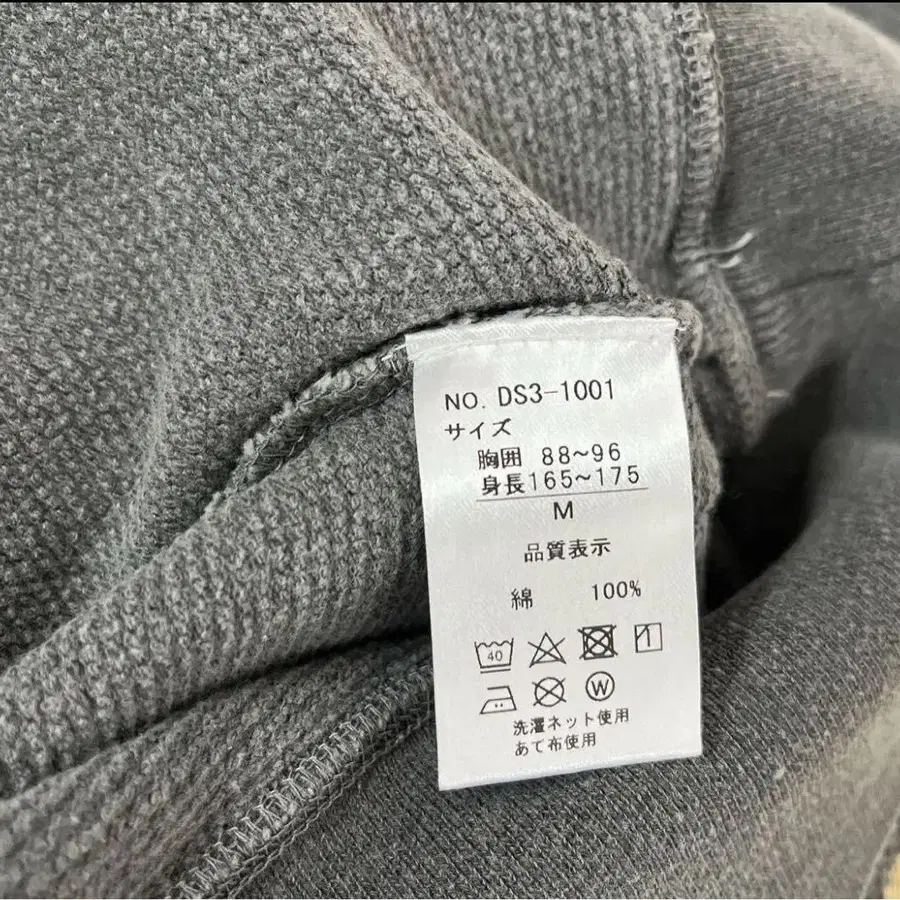 NO. DS3-1001
サイズ
胸囲 88~96
身長165~175
M
品質表示
綿 100%
40
W
洗濯ネット使用
あて布使用